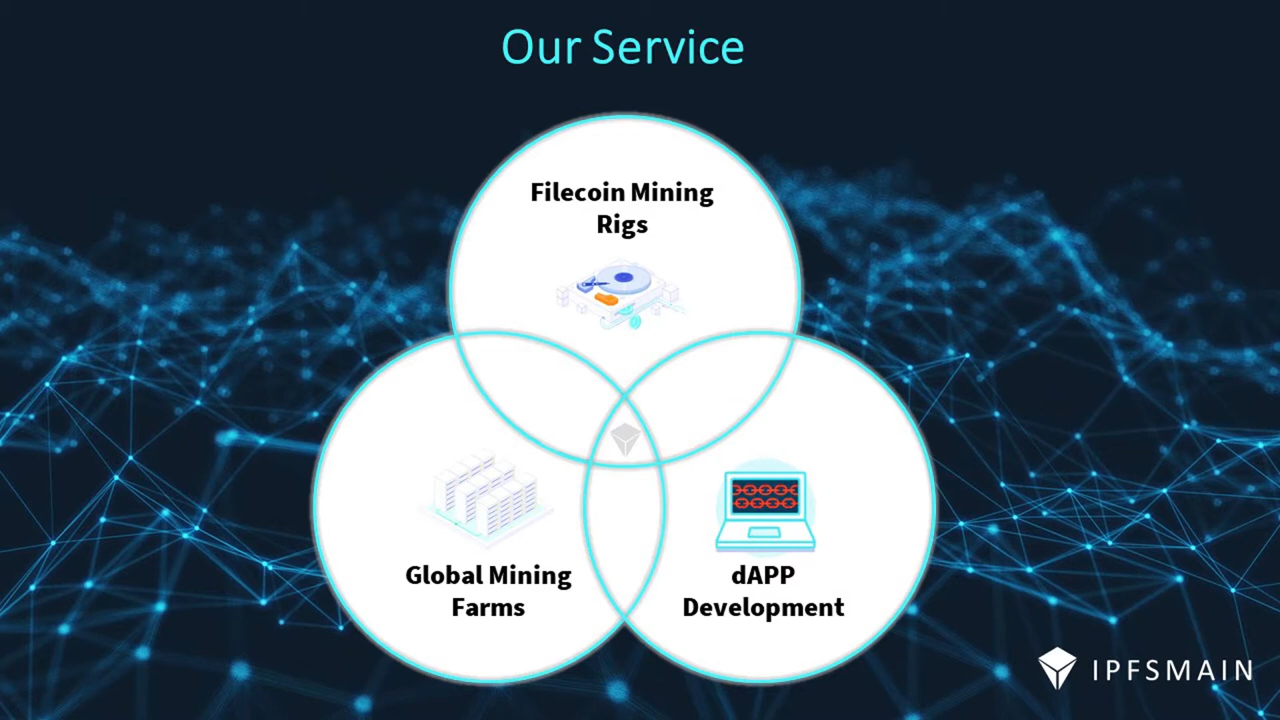 Our Service
Filecoin Mining
Rigs
Global Mining
Farms
dAPP
Development
IPFSMAIN